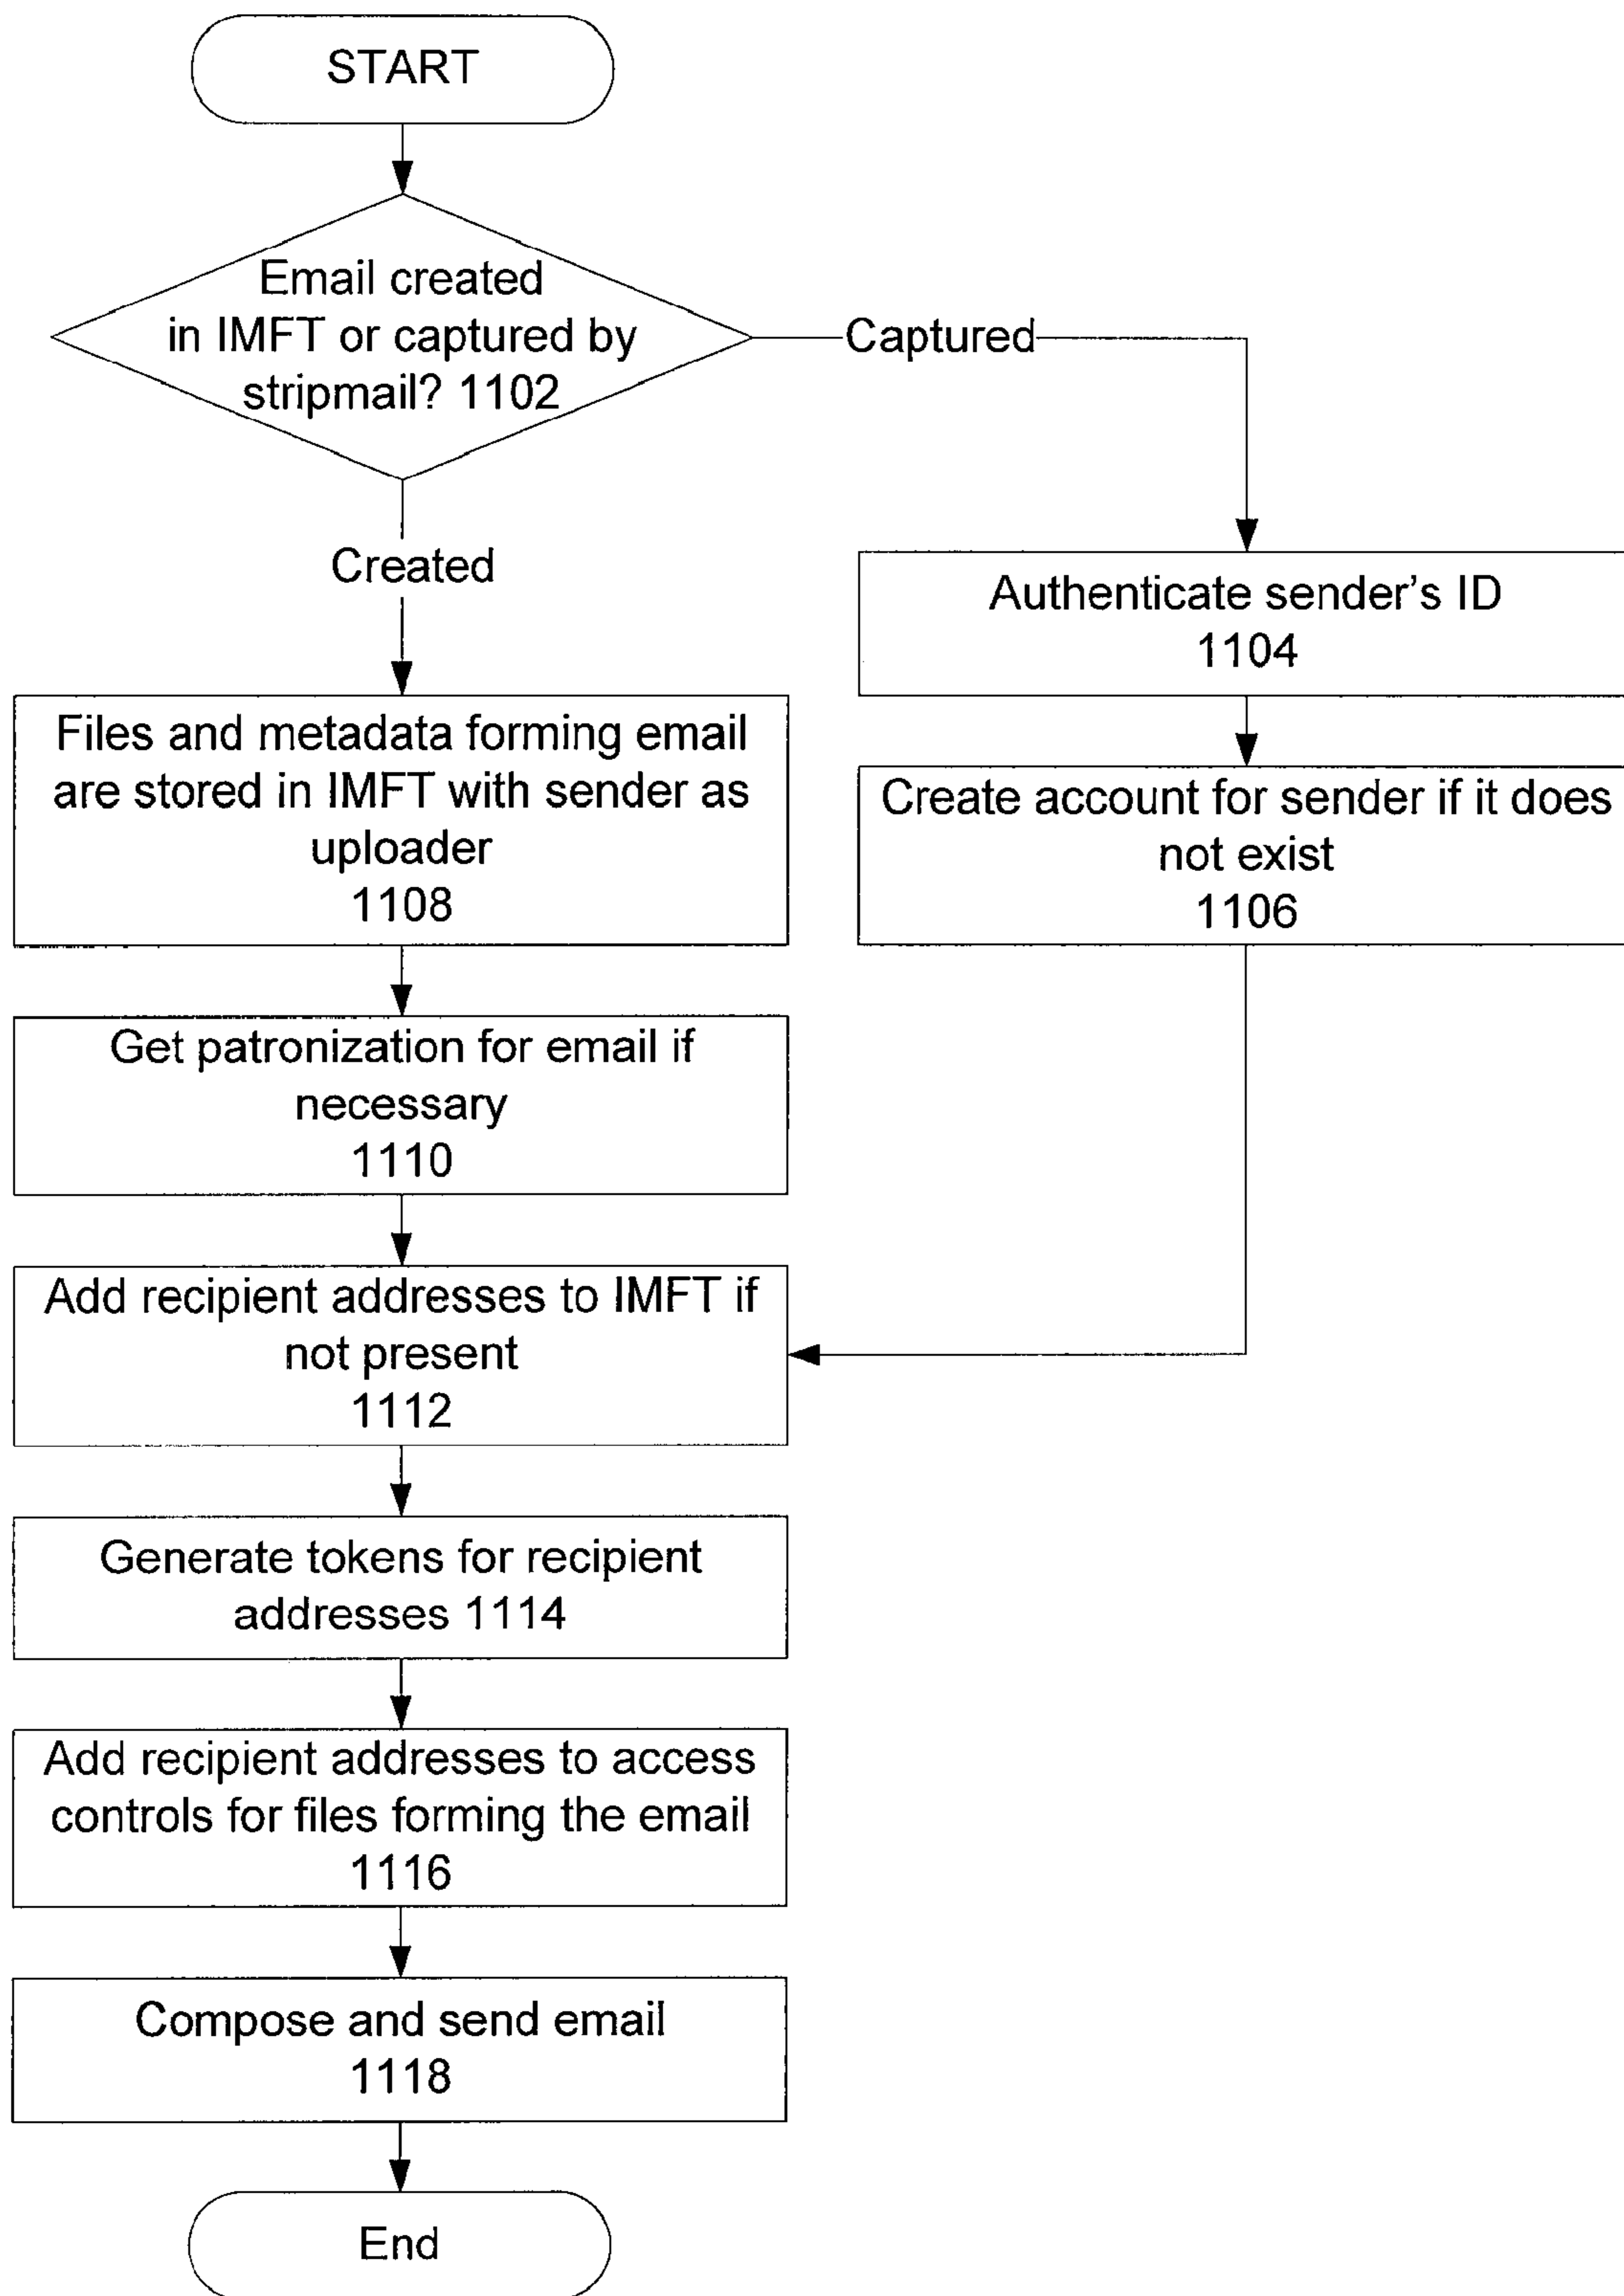 START
Email created
in IMFT or captured by
stripmail? 1102
Captured
Created
Authenticate sender's ID
1104
Files and metadata forming email
are stored in IMFT with sender as
uploader
1108
Create account for sender if it does
not exist
1106
Get patronization for email if
necessary
1110
Add recipient addresses to IMFT if
not present
1112
Generate tokens for recipient
addresses 1114
Add recipient addresses to access
controls for files forming the email
1116
Compose and send email
1118
End